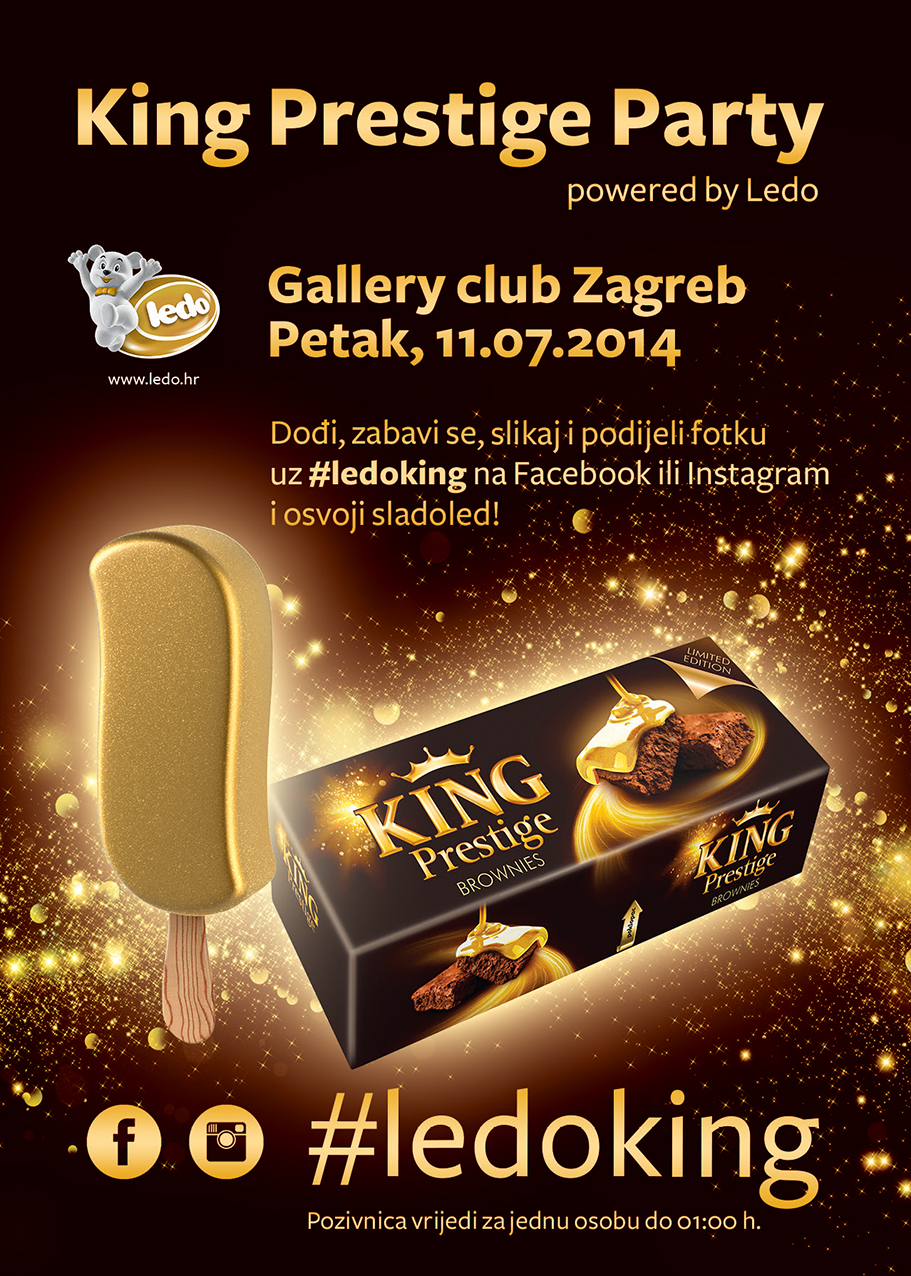 King Prestige Party
powered by Ledo
ledo
www.ledo.hr
Gallery club Zagreb
Petak, 11.07.2014
Dođi, zabavi se, slikaj i podijeli fotku
uz #ledoking na Facebook ili Instagram
i osvoji sladoled!
LIMITED
EDITION
KING
Prestige
BROWNIES
KING
Prestige
BROWNIES
KING
f
#ledoking
Pozivnica vrijedi za jednu osobu do 01:00 h.